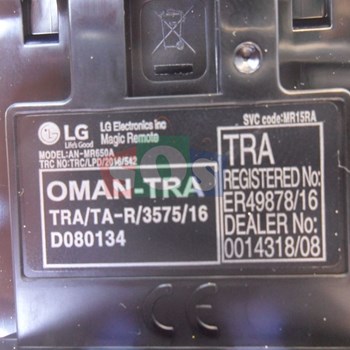 LG
Life's Good
LG Electronics Inc
Magic Remote
SVC code:MR15RA
MODEL:AN-MR650A
TRC NO:TRC/LPD/2016/542
OMAN-TRA
TRA/TA-R/3575/16
D080134
TRA
REGISTERED No:
ER49878/16
DEALER No:
0014318/08
CE